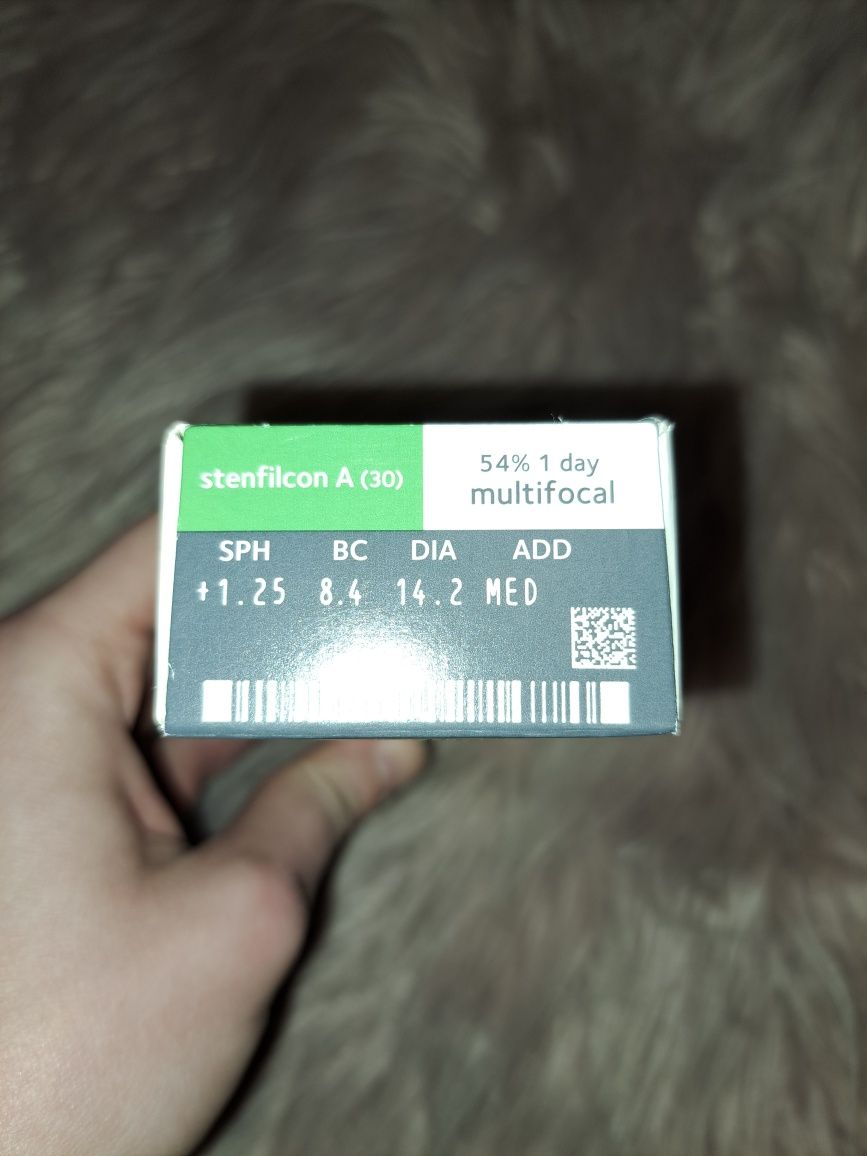 stenfilcon A (30)
54% 1 day
multifocal
SPH BC DIA ADD
+1.25 8.4 14.2 MED